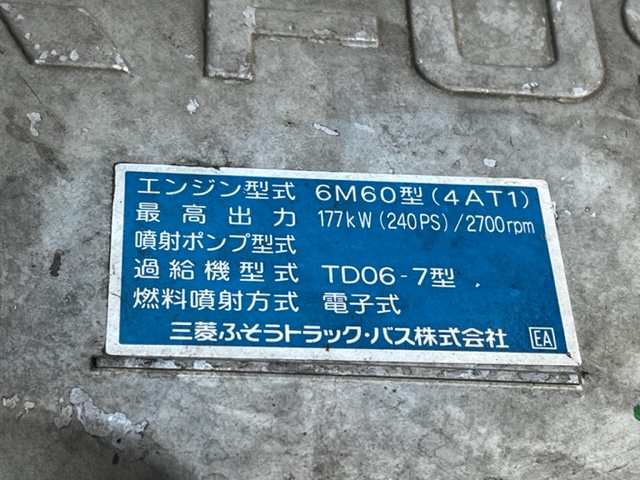 FUSO
エンジン型式 6M60型(4AT1)
最高出力 177kW(240PS)/2700rpm
噴射ポンプ型式
過給機型式 TD06-7型
燃料噴射方式 電子式
三菱ふそうトラック・バス株式会社 EA